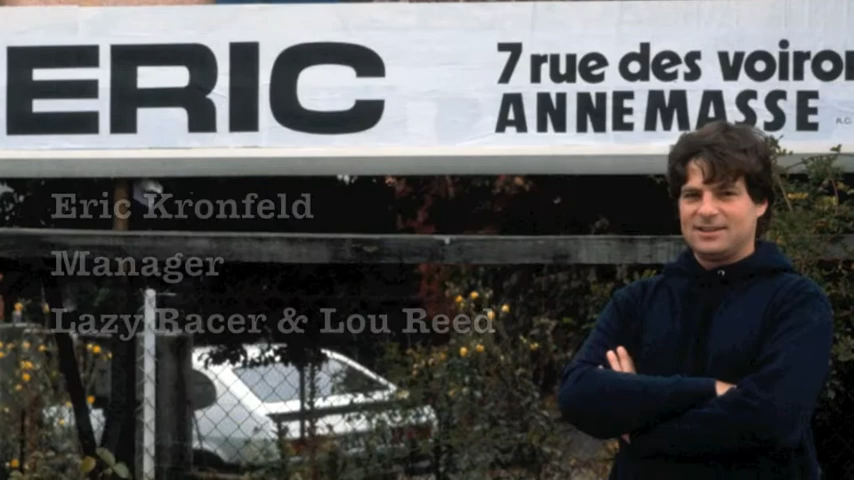 ERIC
7 rue des voiron
ANNEMASSE
A.C.
Eric Kronfeld
Manager
Lazy Racer & Lou Reed